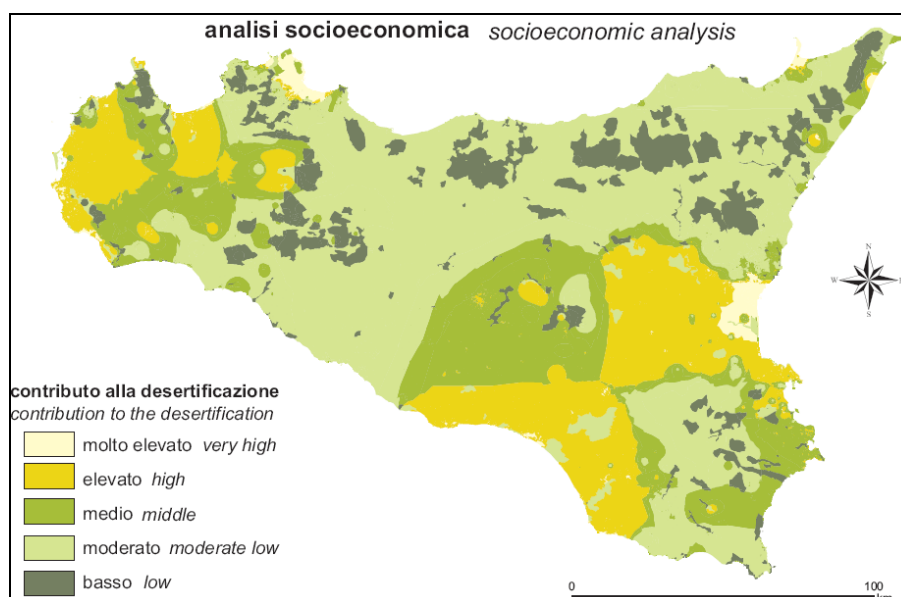 analisi socioeconomica socioeconomic analysis
N
W E
S
contributo alla desertificazione
contribution to the desertification
molto elevato very high
elevato high
medio middle
moderato moderate low
basso low
0 100
km